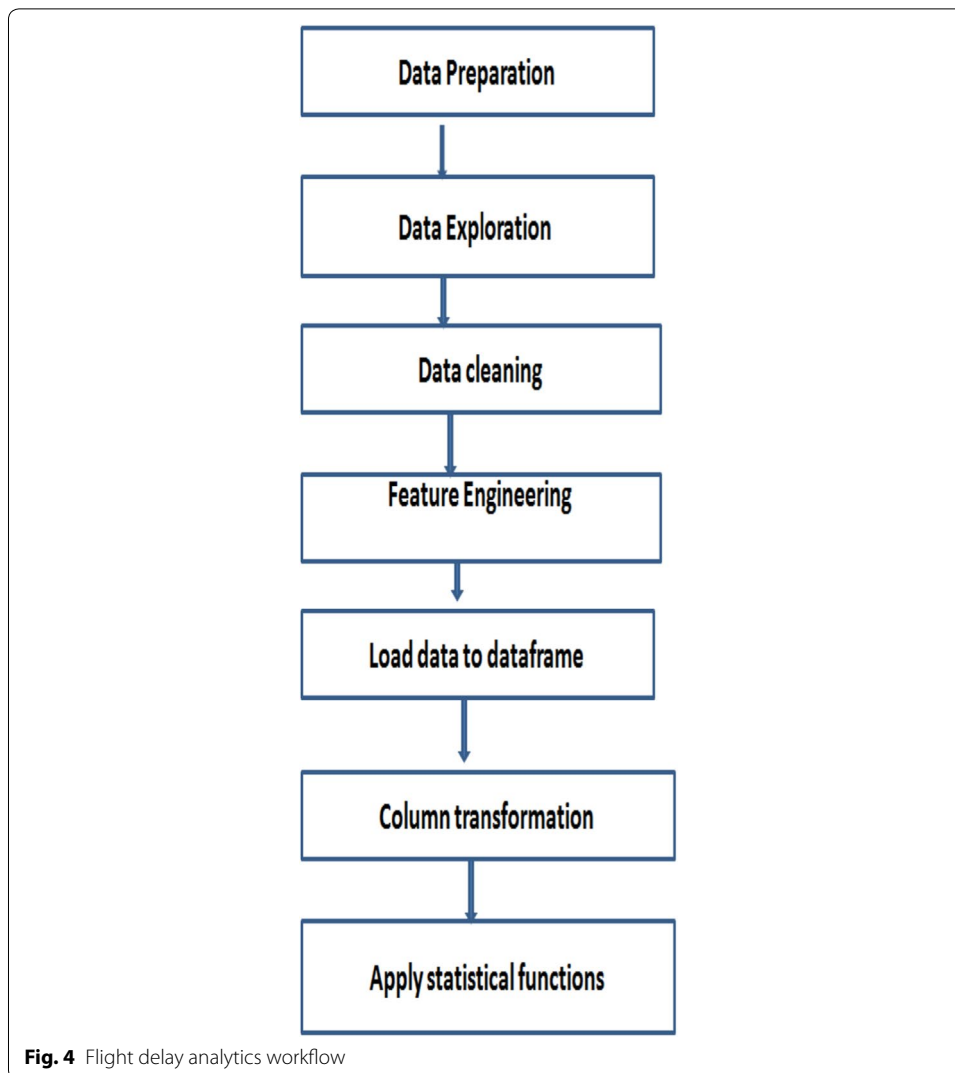 Data Preparation
Data Exploration
Data cleaning
Feature Engineering
Load data to dataframe
Column transformation
Apply statistical functions
Fig. 4 Flight delay analytics workflow